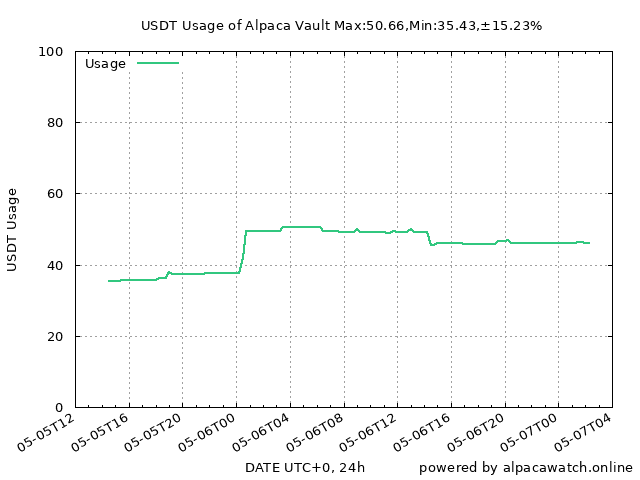 USDT Usage of Alpaca Vault Max:50.66,Min:35.43,±15.23%
Usage
100
80
60
40
20
0
USDT Usage
05-05T12
05-05T16
05-05T20
05-06T00
05-06T04
05-06T08
05-06T12
05-06T16
05-06T20
05-07T00
05-07T04
DATE UTC+0, 24h
powered by alpacawatch.online